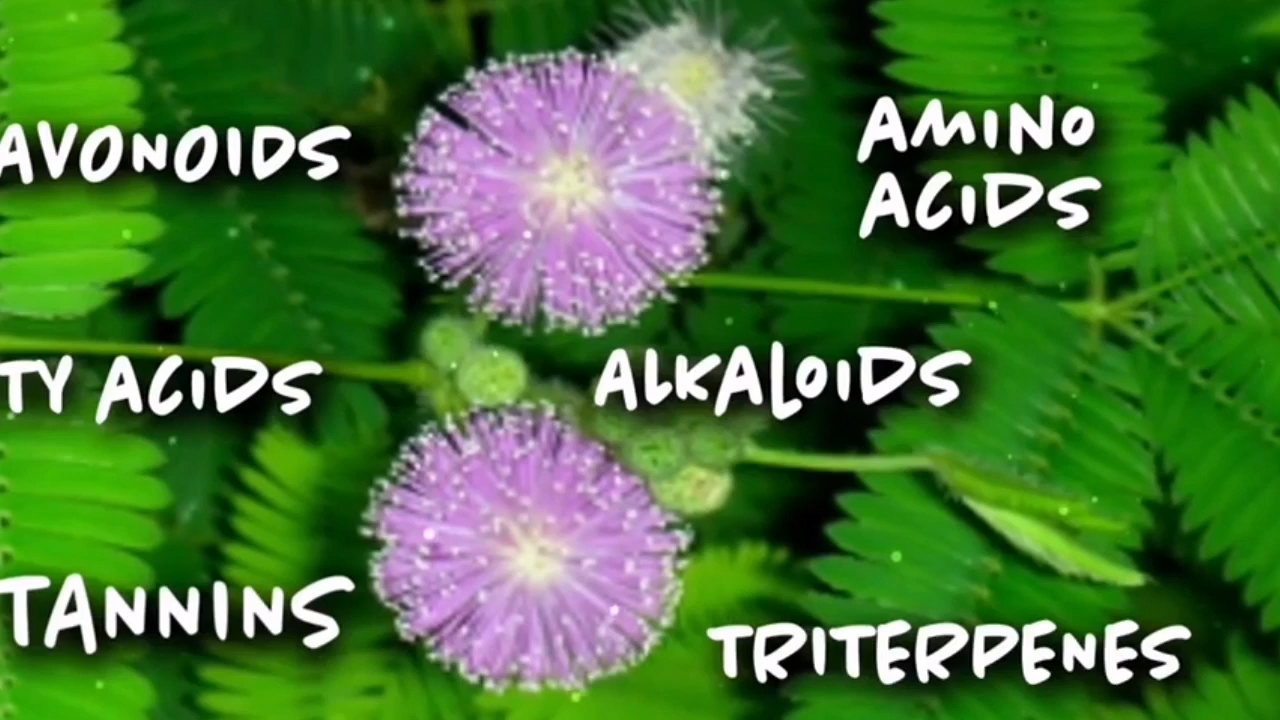 AVONOIDS
AMINO
ACIDS
TY ACIDS
ALKALOIDS
TANNINS
TRITERPENES